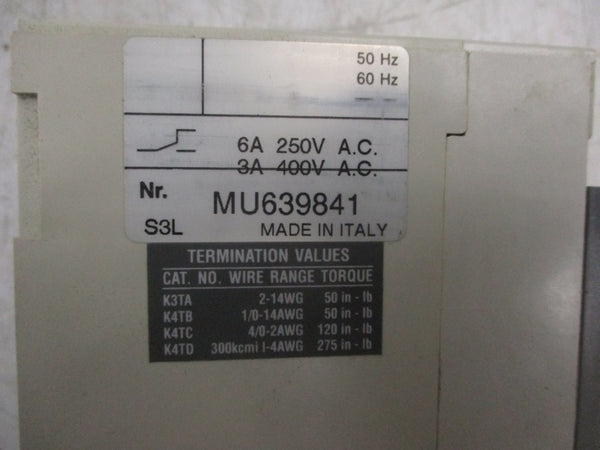 50 Hz
60 Hz
6A 250V A.C.
3A 400V A.C.
Nr. MU639841
S3L MADE IN ITALY
TERMINATION VALUES
CAT. NO. WIRE RANGE TORQUE
K3TA 2-14WG 50 in - lb
K4TB 1/0-14AWG 50 in - lb
K4TC 4/0-2AWG 120 in - lb
K4TD 300kcmi l-4AWG 275 in - lb